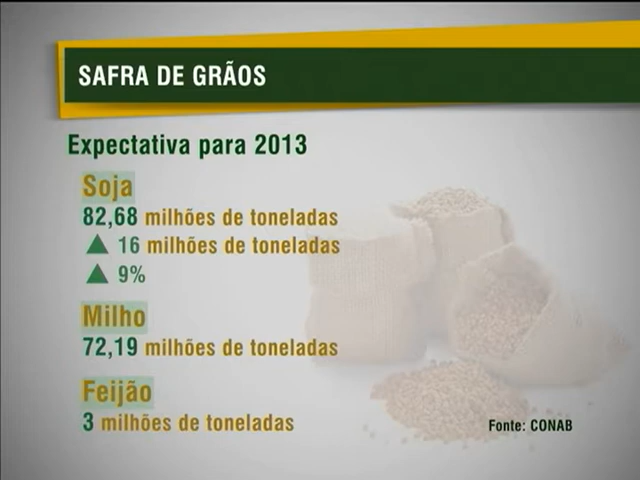 SAFRA DE GRÃOS
Expectativa para 2013
Soja
82,68 milhões de toneladas
▲ 16 milhões de toneladas
▲ 9%
Milho
72,19 milhões de toneladas
Feijão
3 milhões de toneladas
Fonte: CONAB